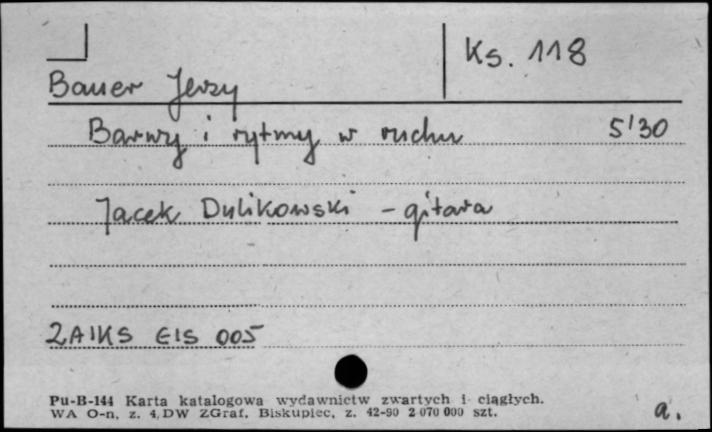 Ks. 118
Bauer Jerzy
Barwy i rytmy w ruchu 5'30
Jacek Dulikowski - gitara
ZAIKS EIS 005
Pu-B-144 Karta katalogowa wydawnictw zwartych i ciągłych.
WA O-n. z. 4, DW ZGraf. Biskupiec, z. 42-90 2 070 000 szt.
a.